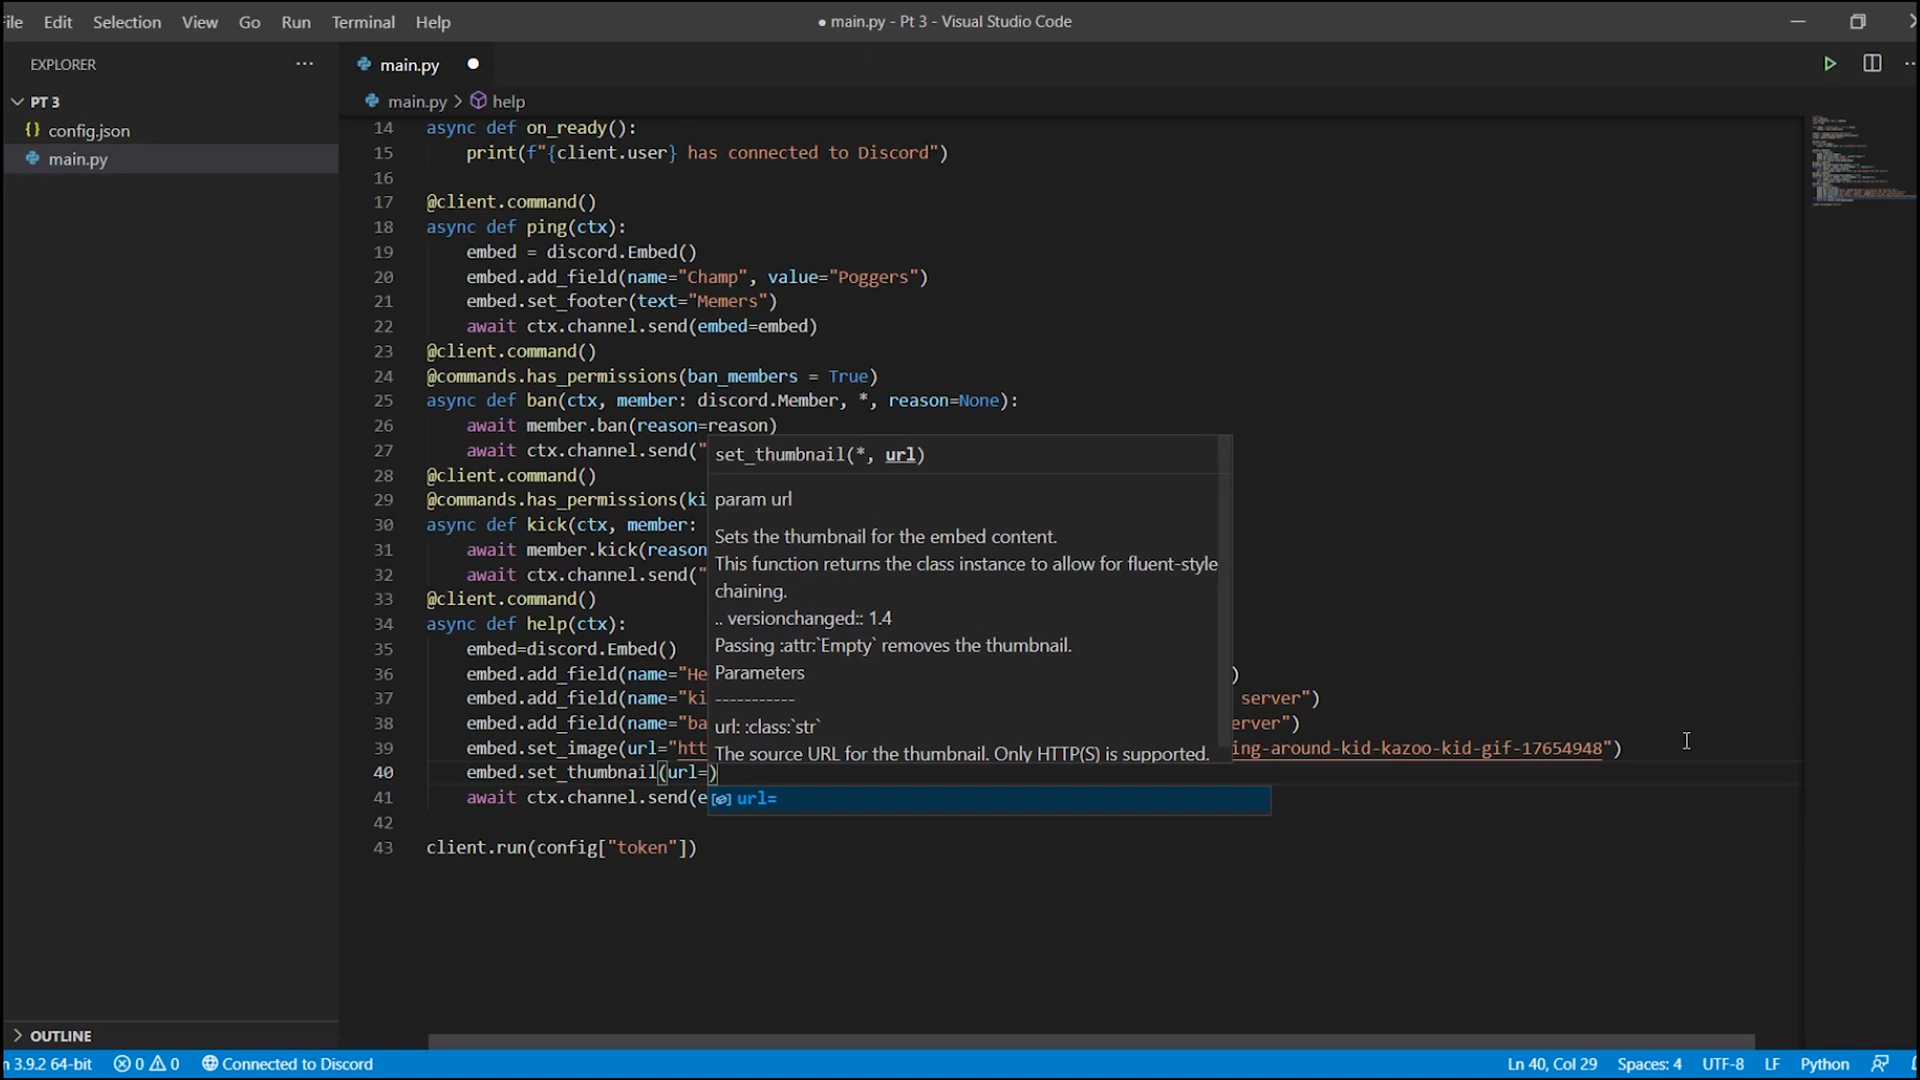 File Edit Selection View Go Run Terminal Help
● main.py - Pt 3 - Visual Studio Code
EXPLORER ...
PT 3
{} config.json
main.py
main.py ●
main.py > help
14 async def on_ready():
15 print(f"{client.user} has connected to Discord")
16
17 @client.command()
18 async def ping(ctx):
19 embed = discord.Embed()
20 embed.add_field(name="Champ", value="Poggers")
21 embed.set_footer(text="Memers")
22 await ctx.channel.send(embed=embed)
23 @client.command()
24 @commands.has_permissions(ban_members = True)
25 async def ban(ctx, member: discord.Member, *, reason=None):
26 await member.ban(reason=reason)
27 await ctx.channel.send("
28 @client.command()
29 @commands.has_permissions(ki
30 async def kick(ctx, member:
31 await member.kick(reason
32 await ctx.channel.send("
33 @client.command()
34 async def help(ctx):
35 embed=discord.Embed()
36 embed.add_field(name="He )
37 embed.add_field(name="ki server")
38 embed.add_field(name="ba erver")
39 embed.set_image(url="htt ing-around-kid-kazoo-kid-gif-17654948")
40 embed.set_thumbnail(url=)
41 await ctx.channel.send(e
42
43 client.run(config["token"])
set_thumbnail(*, url)
param url
Sets the thumbnail for the embed content.
This function returns the class instance to allow for fluent-style
chaining.
.. versionchanged:: 1.4
Passing :attr:`Empty` removes the thumbnail.
Parameters
-----------
url: :class:`str`
The source URL for the thumbnail. Only HTTP(S) is supported.
url=
OUTLINE
n 3.9.2 64-bit 0 0 Connected to Discord
Ln 40, Col 29 Spaces: 4 UTF-8 LF Python